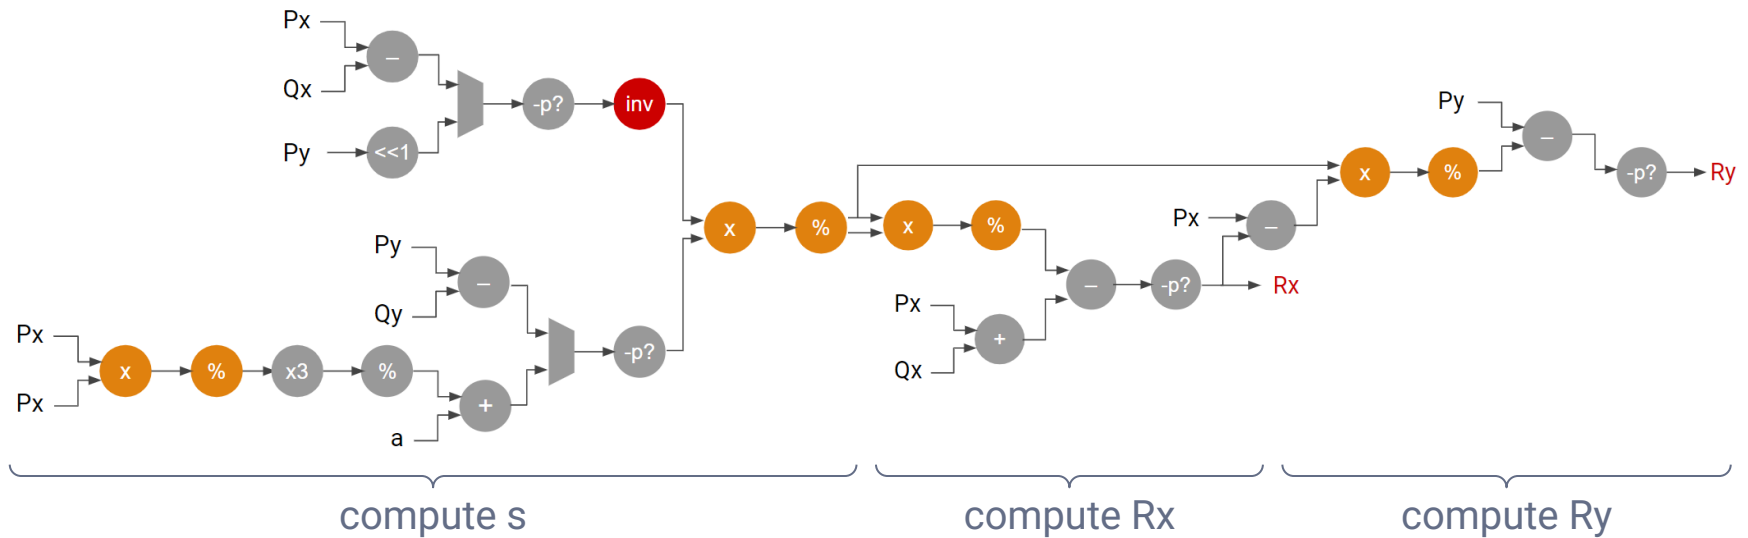 Px
–
Qx
-p?
inv
Py
<<1
Py
–
Qy
Px
x
%
x3
%
-p?
Px
+
a
x
%
x
%
Px
–
-p?
Rx
Px
+
Qx
Py
–
x
%
-p?
Ry
compute s
compute Rx
compute Ry